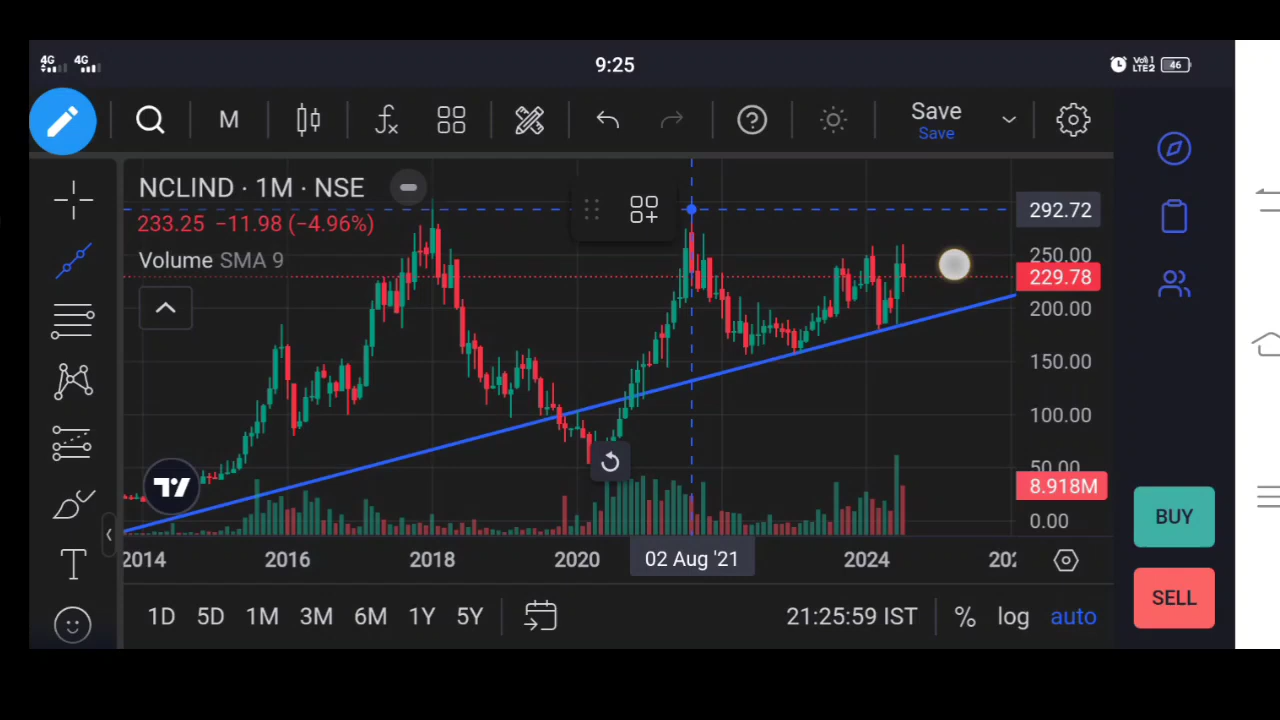 4G 4G 9:25 Vol) 1 LTE2 46
M Save
Save
NCLIND · 1M · NSE
233.25 −11.98 (−4.96%)
Volume SMA 9
292.72
250.00
229.78
200.00
150.00
100.00
50.00
8.918M
0.00
BUY
SELL
T
2014 2016 2018 2020 02 Aug '21 2024
1D 5D 1M 3M 6M 1Y 5Y 21:25:59 IST % log auto